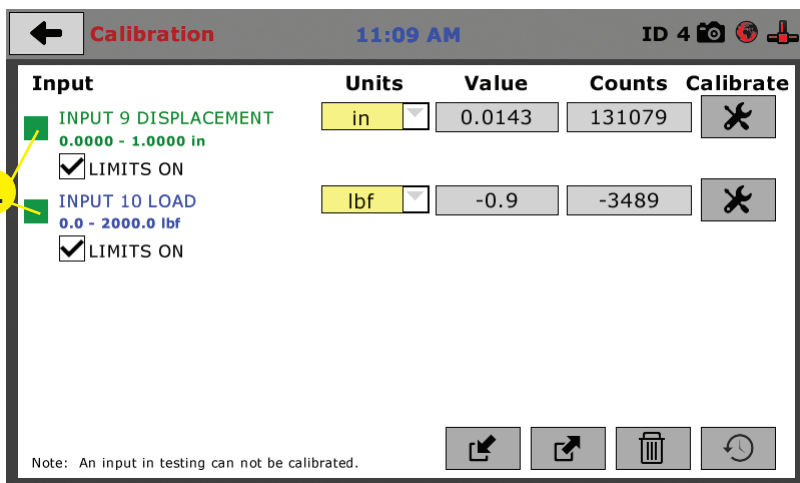 Calibration 11:09 AM ID 4
Input Units Value Counts Calibrate
INPUT 9 DISPLACEMENT in 0.0143 131079
0.0000 - 1.0000 in
LIMITS ON
INPUT 10 LOAD lbf -0.9 -3489
0.0 - 2000.0 lbf
LIMITS ON
Note: An input in testing can not be calibrated.